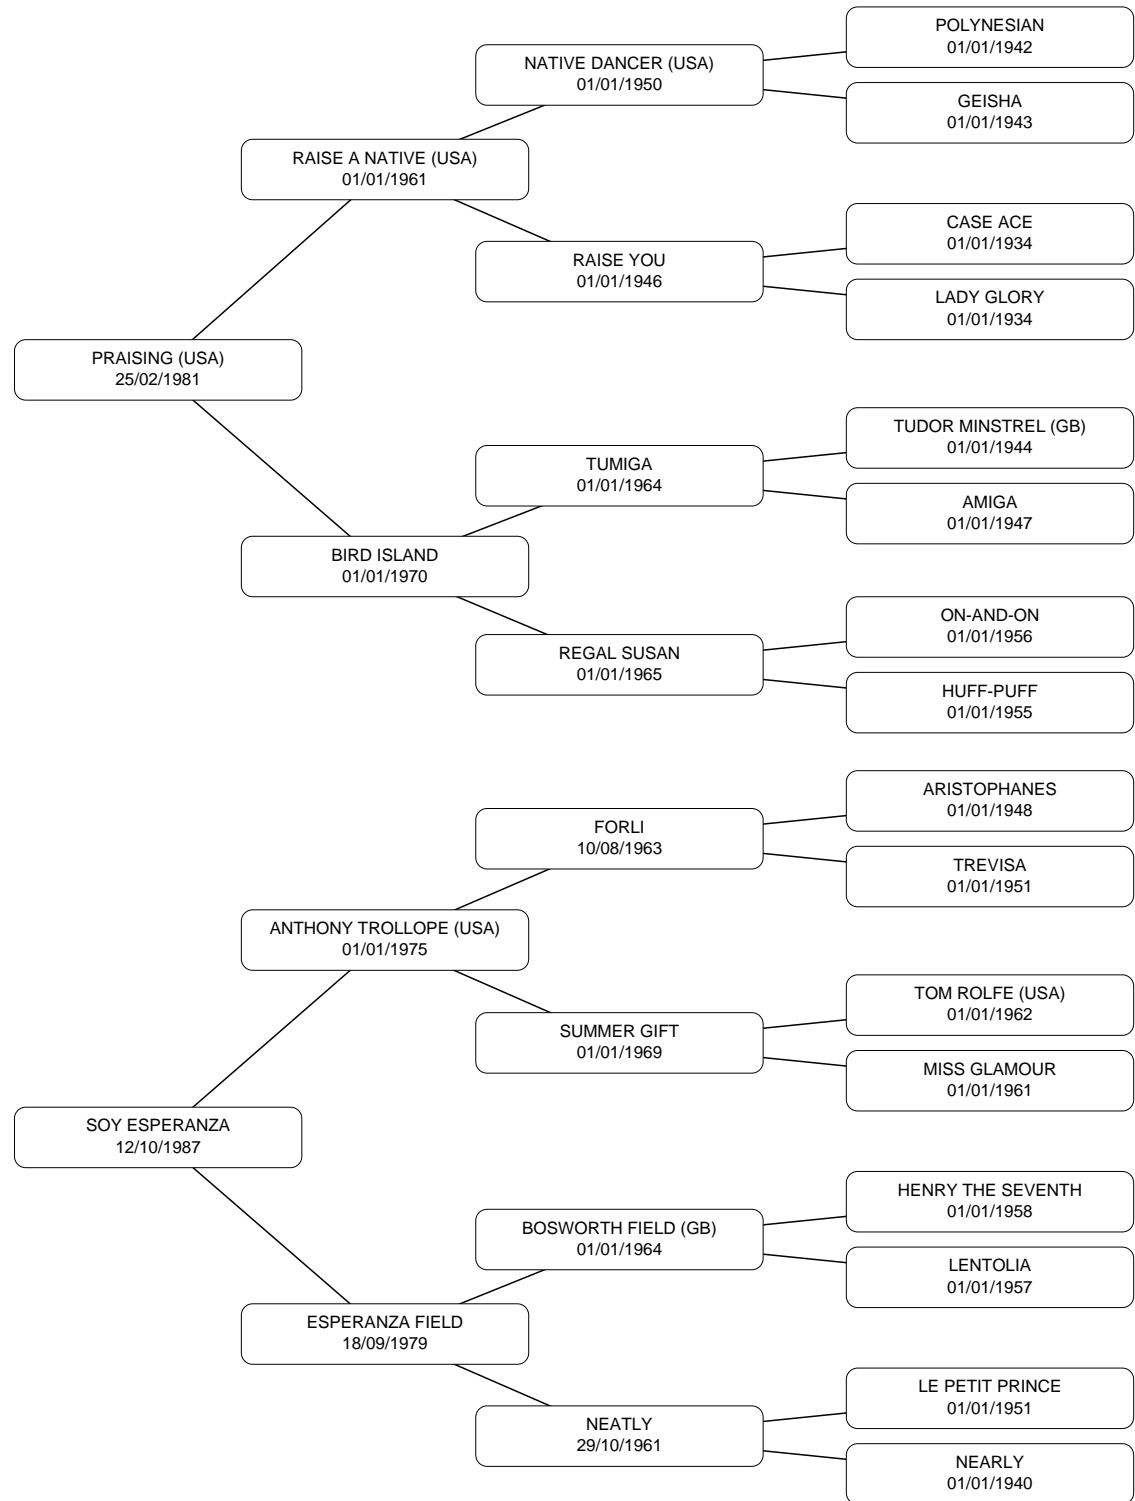 POLYNESIAN
01/01/1942
NATIVE DANCER (USA)
01/01/1950
GEISHA
01/01/1943
RAISE A NATIVE (USA)
01/01/1961
CASE ACE
01/01/1934
RAISE YOU
01/01/1946
LADY GLORY
01/01/1934
PRAISING (USA)
25/02/1981
TUDOR MINSTREL (GB)
01/01/1944
TUMIGA
01/01/1964
AMIGA
01/01/1947
BIRD ISLAND
01/01/1970
ON-AND-ON
01/01/1956
REGAL SUSAN
01/01/1965
HUFF-PUFF
01/01/1955
ARISTOPHANES
01/01/1948
FORLI
10/08/1963
TREVISA
01/01/1951
ANTHONY TROLLOPE (USA)
01/01/1975
TOM ROLFE (USA)
01/01/1962
SUMMER GIFT
01/01/1969
MISS GLAMOUR
01/01/1961
SOY ESPERANZA
12/10/1987
HENRY THE SEVENTH
01/01/1958
BOSWORTH FIELD (GB)
01/01/1964
LENTOLIA
01/01/1957
ESPERANZA FIELD
18/09/1979
LE PETIT PRINCE
01/01/1951
NEATLY
29/10/1961
NEARLY
01/01/1940